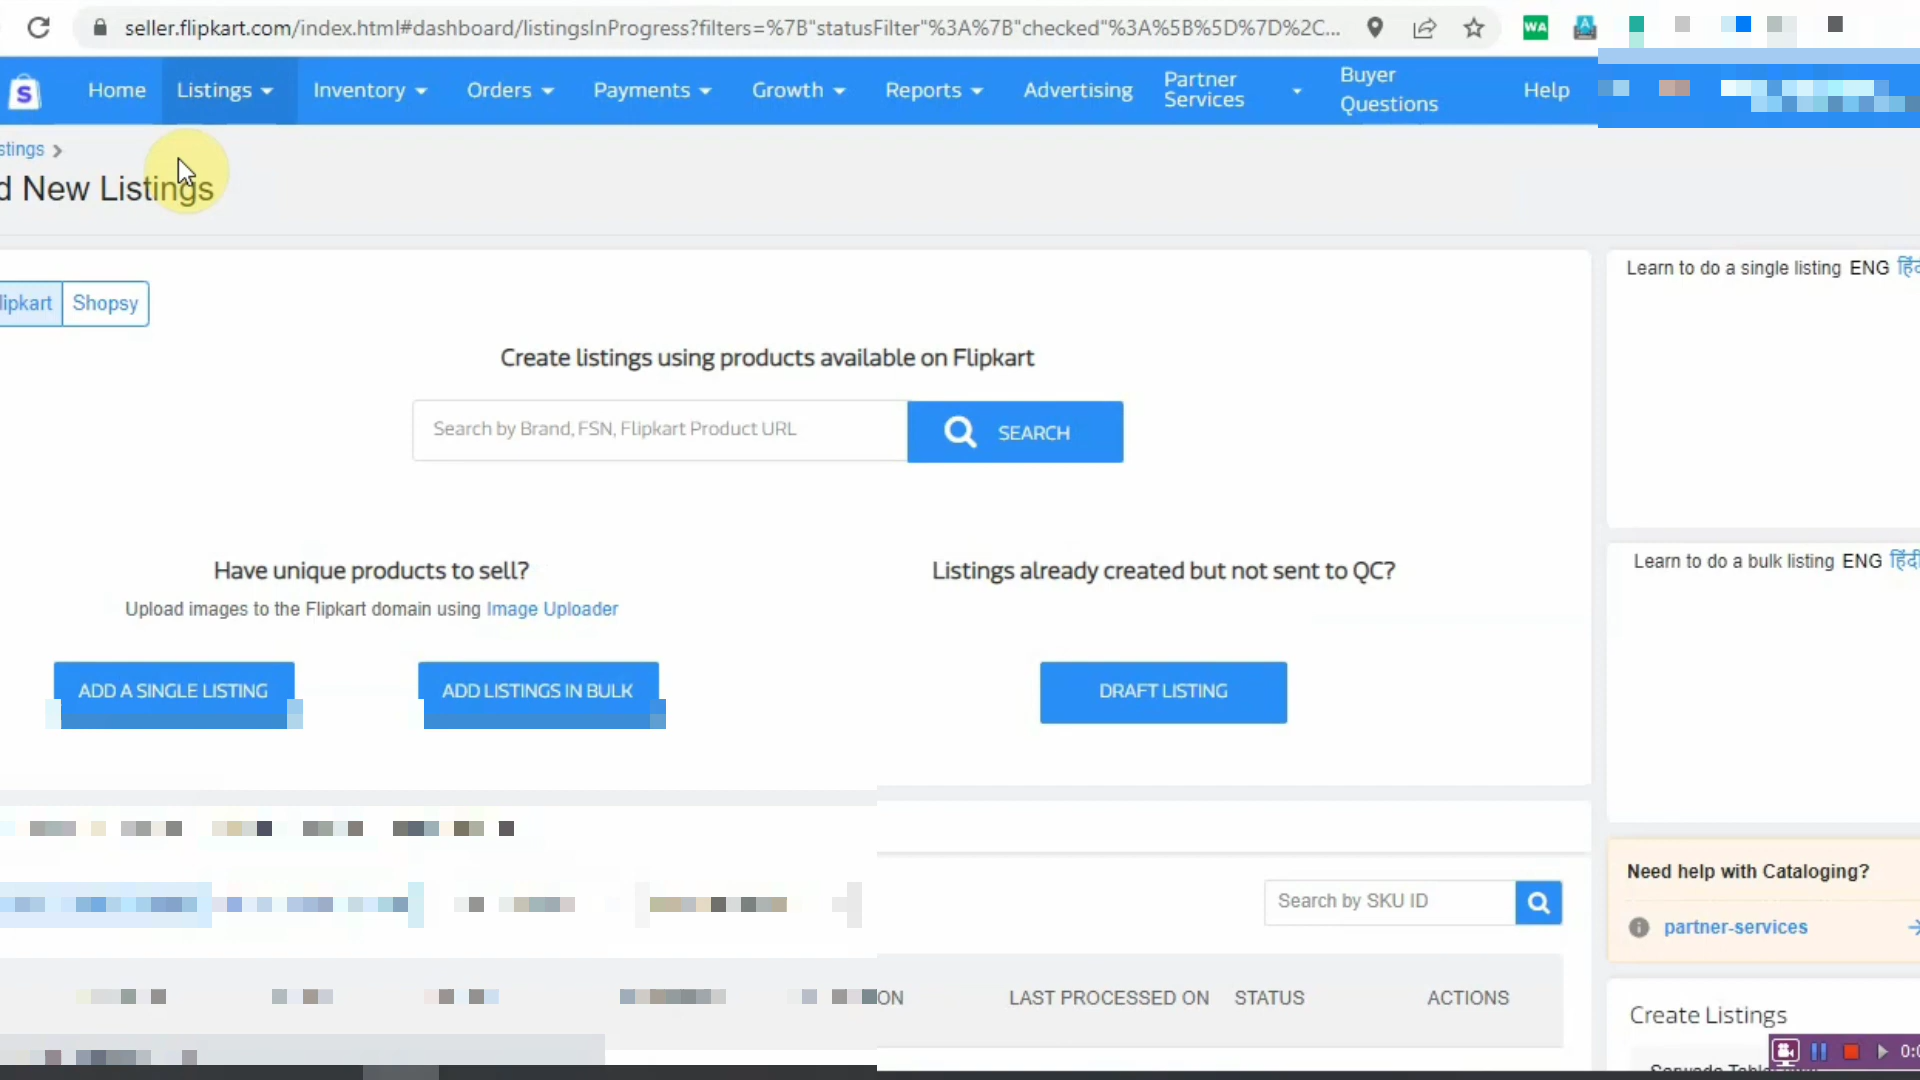 seller.flipkart.com/index.html#dashboard/listingsInProgress?filters=%7B"statusFilter"%3A%7B"checked"%3A%5B%5D%7D%2C...
WA
S Home Listings Inventory Orders Payments Growth Reports Advertising Partner Services Buyer Questions Help
stings >
d New Listings
lipkart Shopsy
Create listings using products available on Flipkart
Search by Brand, FSN, Flipkart Product URL SEARCH
Have unique products to sell?
Upload images to the Flipkart domain using Image Uploader
ADD A SINGLE LISTING ADD LISTINGS IN BULK
Listings already created but not sent to QC?
DRAFT LISTING
Learn to do a single listing ENG
Learn to do a bulk listing ENG
Need help with Cataloging?
partner-services
Search by SKU ID
ON LAST PROCESSED ON STATUS ACTIONS
Create Listings